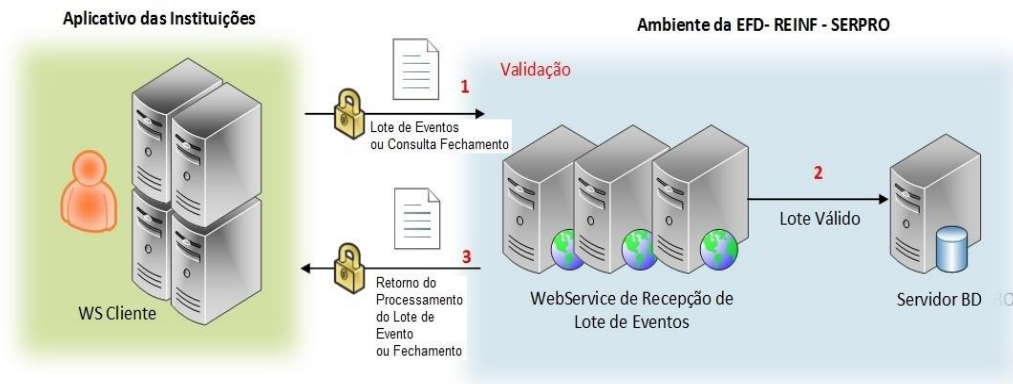 Aplicativo das Instituições
Ambiente da EFD- REINF - SERPRO
Validação
1
Lote de Eventos
ou Consulta Fechamento
2
Lote Válido
3
Retorno do
Processamento
do Lote de
Evento
ou Fechamento
WS Cliente
WebService de Recepção de
Lote de Eventos
Servidor BD